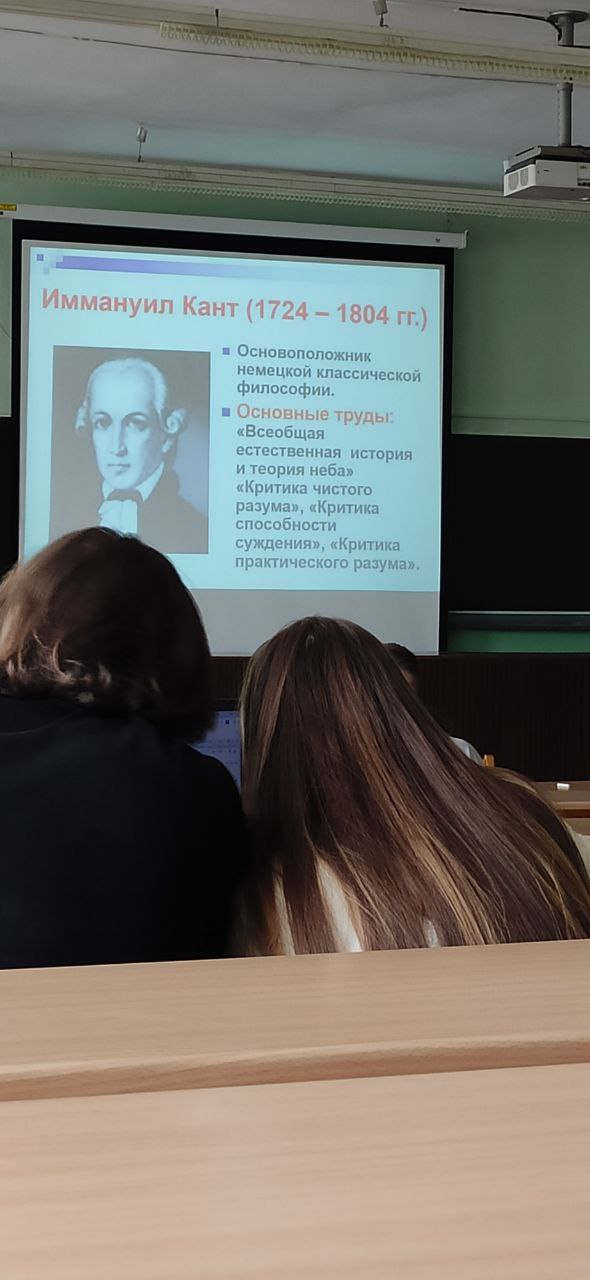 Иммануил Кант (1724 – 1804 гг.)
Основоположник
немецкой классической
философии.
Основные труды:
«Всеобщая
естественная история
и теория неба»
«Критика чистого
разума», «Критика
способности
суждения», «Критика
практического разума».